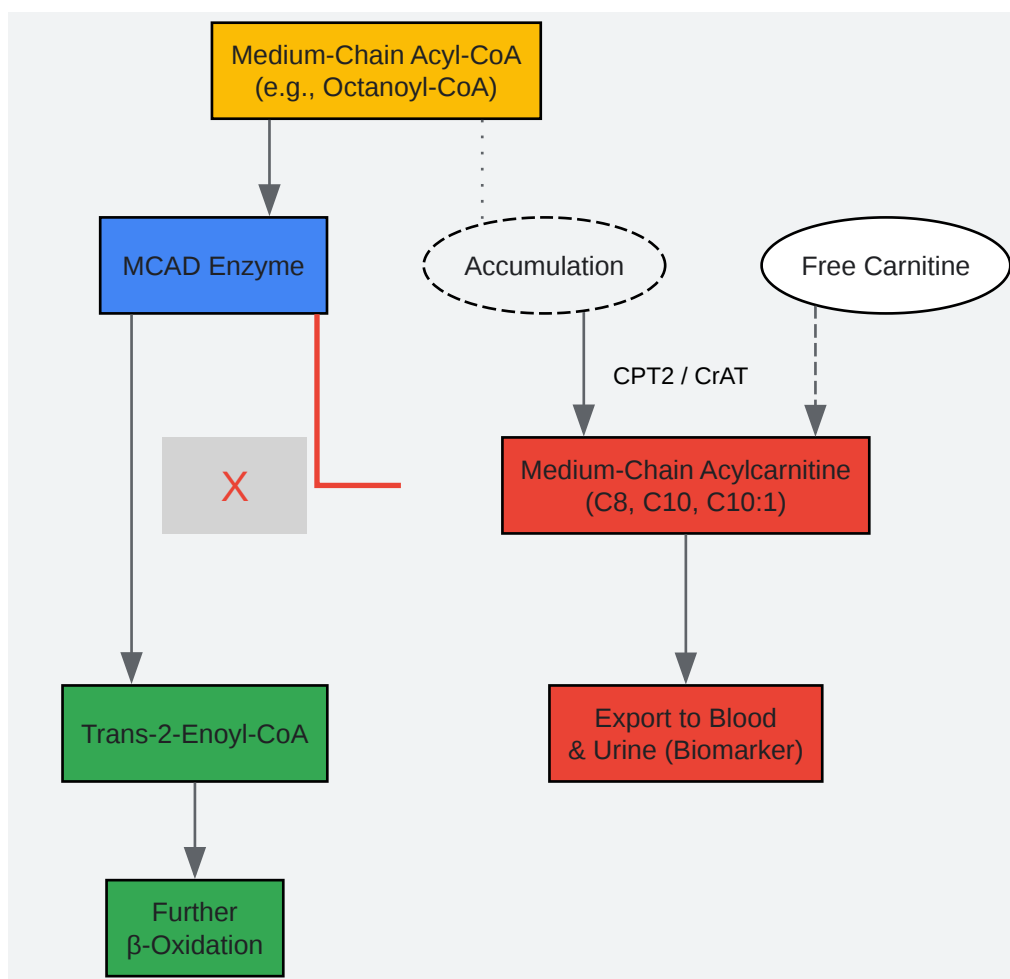 Medium-Chain Acyl-CoA
(e.g., Octanoyl-CoA)
MCAD Enzyme
Accumulation
Free Carnitine
CPT2 / CrAT
X
Medium-Chain Acylcarnitine
(C8, C10, C10:1)
Trans-2-Enoyl-CoA
Export to Blood
& Urine (Biomarker)
Further
β-Oxidation